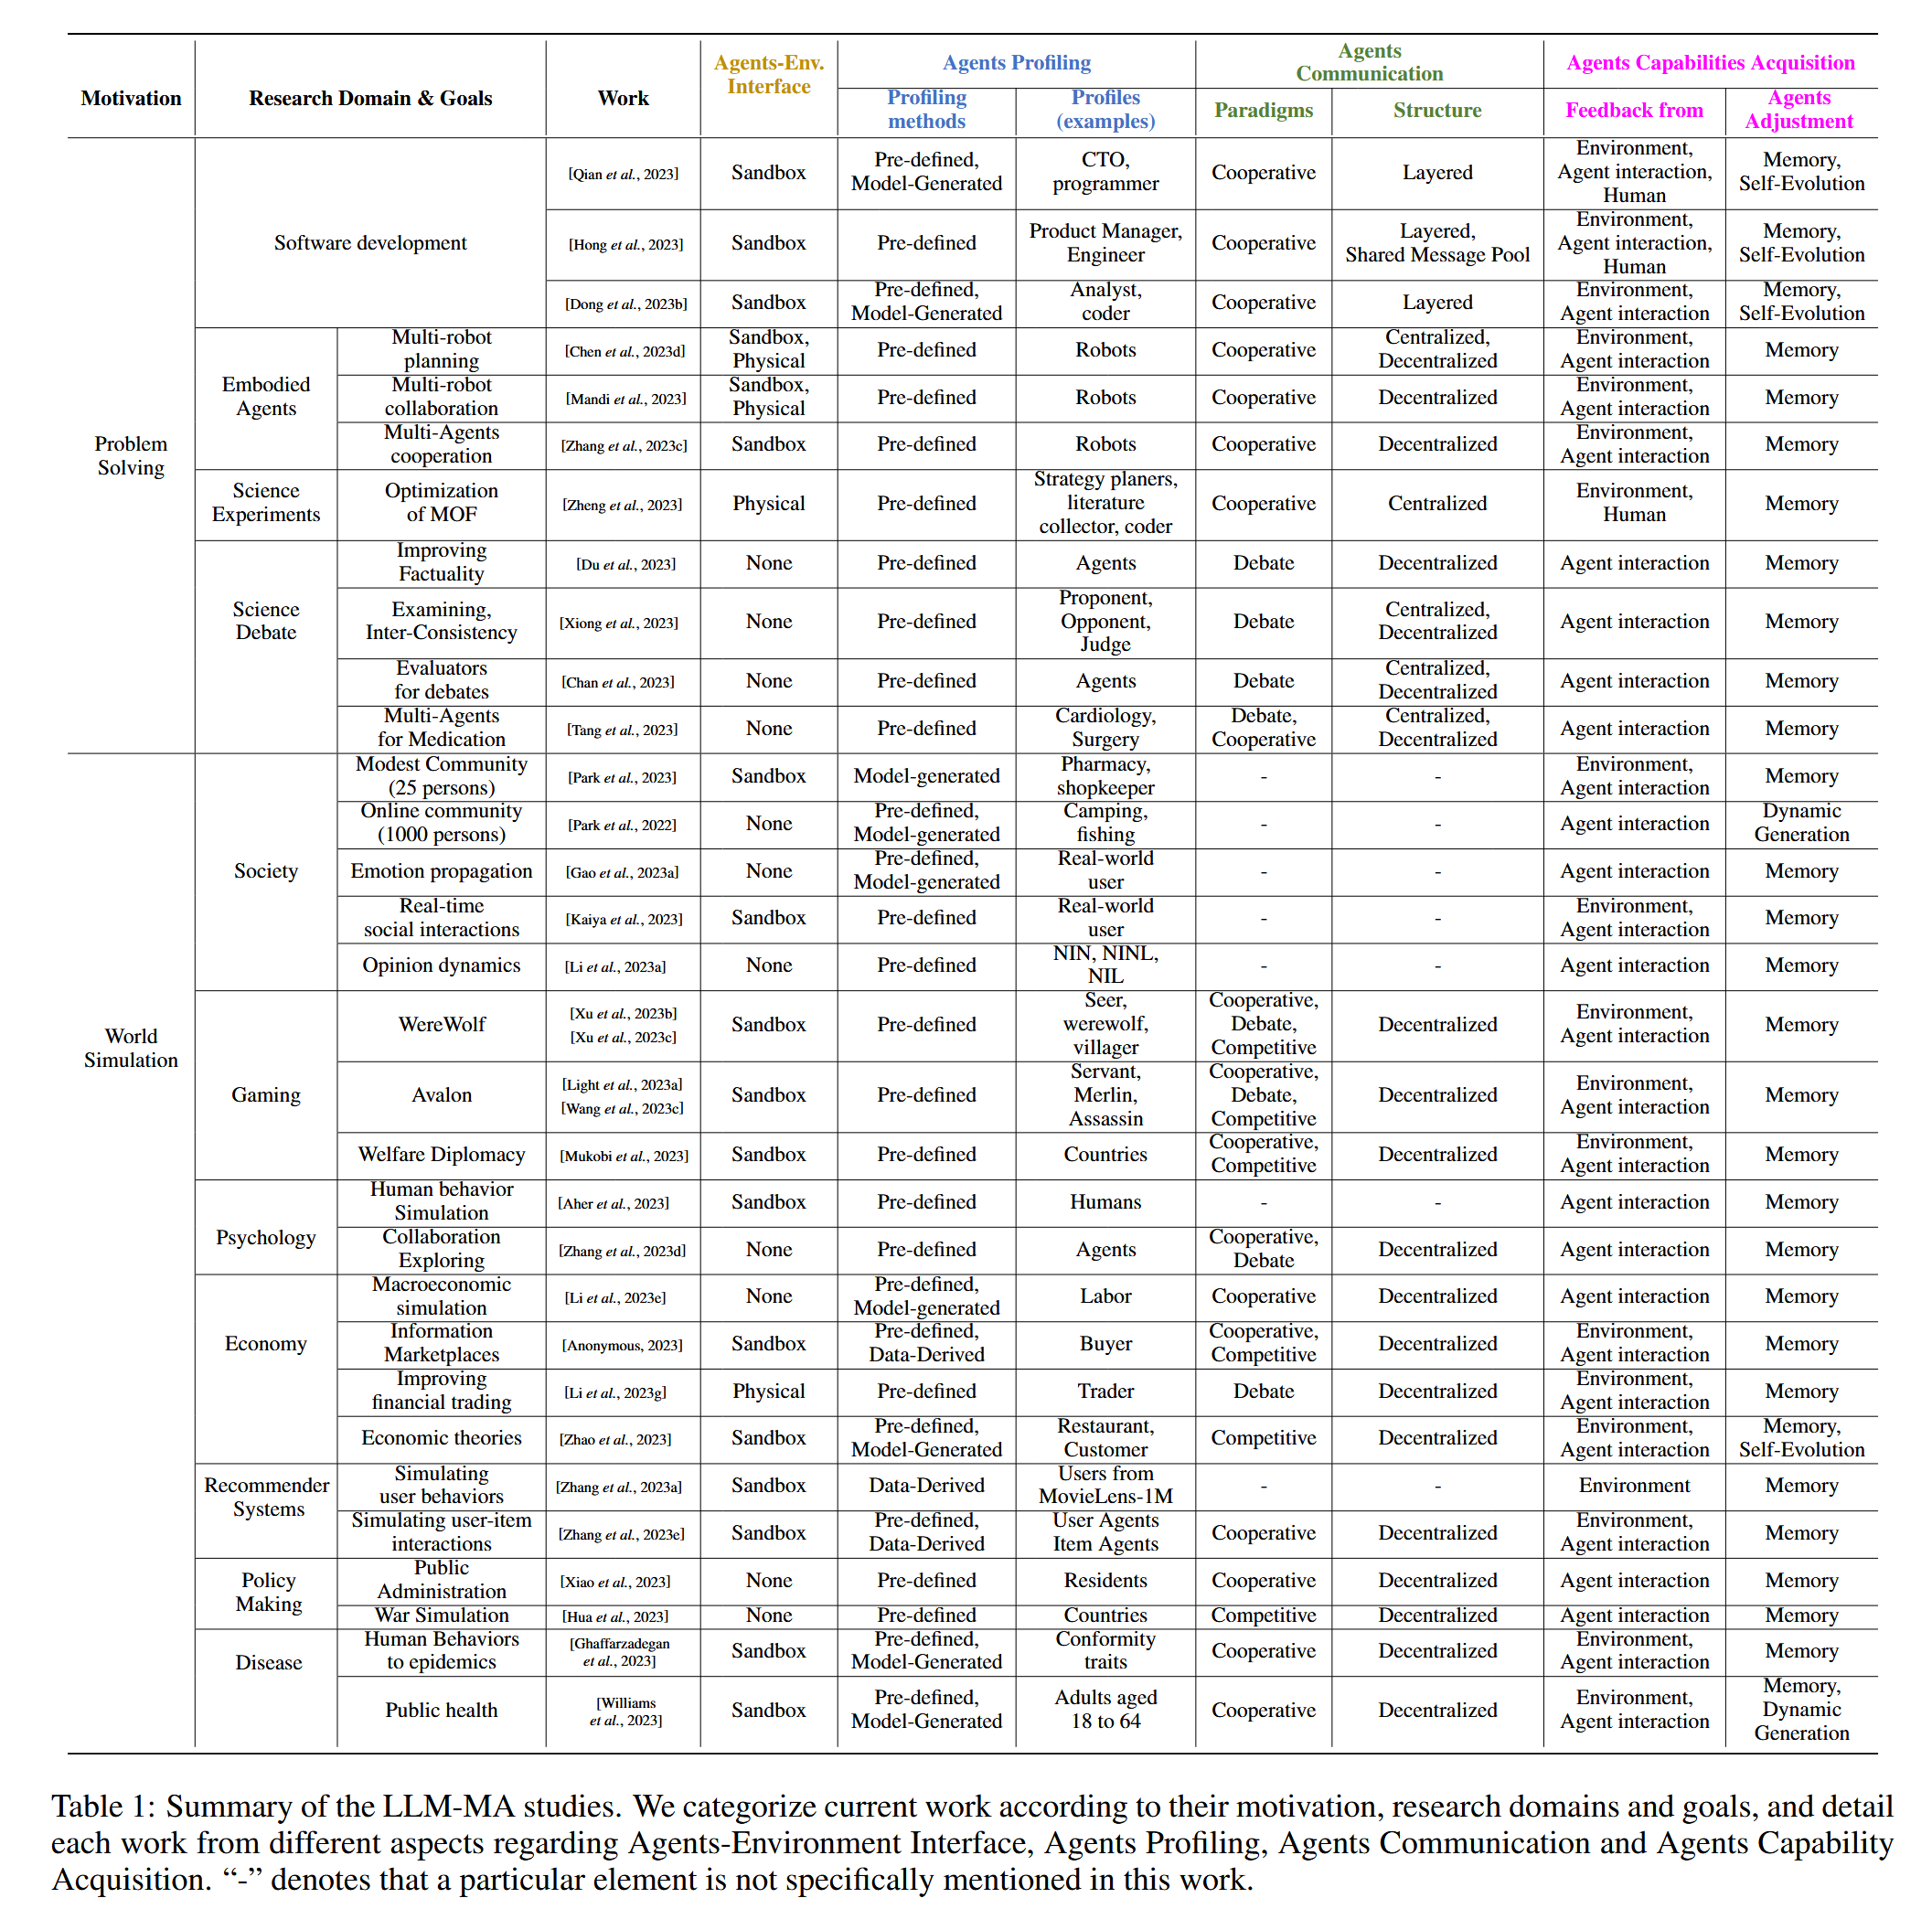 Motivation | Research Domain & Goals | Work | Agents-Env. Interface | Agents Profiling | Agents Communication | Agents Capabilities Acquisition
Profiling methods | Profiles (examples) | Paradigms | Structure | Feedback from | Agents Adjustment
Problem Solving | Software development | [Qian et al., 2023] | Sandbox | Pre-defined, Model-Generated | CTO, programmer | Cooperative | Layered | Environment, Agent interaction, Human | Memory, Self-Evolution
[Hong et al., 2023] | Sandbox | Pre-defined | Product Manager, Engineer | Cooperative | Layered, Shared Message Pool | Environment, Agent interaction, Human | Memory, Self-Evolution
[Dong et al., 2023b] | Sandbox | Pre-defined, Model-Generated | Analyst, coder | Cooperative | Layered | Environment, Agent interaction | Memory, Self-Evolution
Embodied Agents | Multi-robot planning | [Chen et al., 2023d] | Sandbox, Physical | Pre-defined | Robots | Cooperative | Centralized, Decentralized | Environment, Agent interaction | Memory
Multi-robot collaboration | [Mandi et al., 2023] | Sandbox, Physical | Pre-defined | Robots | Cooperative | Decentralized | Environment, Agent interaction | Memory
Multi-Agents cooperation | [Zhang et al., 2023c] | Sandbox | Pre-defined | Robots | Cooperative | Decentralized | Environment, Agent interaction | Memory
Science Experiments | Optimization of MOF | [Zheng et al., 2023] | Physical | Pre-defined | Strategy planers, literature collector, coder | Cooperative | Centralized | Environment, Human | Memory
Science Debate | Improving Factuality | [Du et al., 2023] | None | Pre-defined | Agents | Debate | Decentralized | Agent interaction | Memory
Examining, Inter-Consistency | [Xiong et al., 2023] | None | Pre-defined | Proponent, Opponent, Judge | Debate | Centralized, Decentralized | Agent interaction | Memory
Evaluators for debates | [Chan et al., 2023] | None | Pre-defined | Agents | Debate | Centralized, Decentralized | Agent interaction | Memory
Multi-Agents for Medication | [Tang et al., 2023] | None | Pre-defined | Cardiology, Surgery | Debate, Cooperative | Centralized, Decentralized | Agent interaction | Memory
World Simulation | Society | Modest Community (25 persons) | [Park et al., 2023] | Sandbox | Model-generated | Pharmacy, shopkeeper | - | - | Environment, Agent interaction | Memory
Online community (1000 persons) | [Park et al., 2022] | None | Pre-defined, Model-generated | Camping, fishing | - | - | Agent interaction | Dynamic Generation
Emotion propagation | [Gao et al., 2023a] | None | Pre-defined, Model-generated | Real-world user | - | - | Agent interaction | Memory
Real-time social interactions | [Kaiya et al., 2023] | Sandbox | Pre-defined | Real-world user | - | - | Environment, Agent interaction | Memory
Opinion dynamics | [Li et al., 2023a] | None | Pre-defined | NIN, NINL, NIL | - | - | Agent interaction | Memory
Gaming | WereWolf | [Xu et al., 2023b] [Xu et al., 2023c] | Sandbox | Pre-defined | Seer, werewolf, villager | Cooperative, Debate, Competitive | Decentralized | Environment, Agent interaction | Memory
Avalon | [Light et al., 2023a] [Wang et al., 2023c] | Sandbox | Pre-defined | Servant, Merlin, Assassin | Cooperative, Debate, Competitive | Decentralized | Environment, Agent interaction | Memory
Welfare Diplomacy | [Mukobi et al., 2023] | Sandbox | Pre-defined | Countries | Cooperative, Competitive | Decentralized | Environment, Agent interaction | Memory
Psychology | Human behavior Simulation | [Aher et al., 2023] | Sandbox | Pre-defined | Humans | - | - | Agent interaction | Memory
Collaboration Exploring | [Zhang et al., 2023d] | None | Pre-defined | Agents | Cooperative, Debate | Decentralized | Agent interaction | Memory
Economy | Macroeconomic simulation | [Li et al., 2023e] | None | Pre-defined, Model-generated | Labor | Cooperative | Decentralized | Agent interaction | Memory
Information Marketplaces | [Anonymous, 2023] | Sandbox | Pre-defined, Data-Derived | Buyer | Cooperative, Competitive | Decentralized | Environment, Agent interaction | Memory
Improving financial trading | [Li et al., 2023g] | Physical | Pre-defined | Trader | Debate | Decentralized | Environment, Agent interaction | Memory
Economic theories | [Zhao et al., 2023] | Sandbox | Pre-defined, Model-Generated | Restaurant, Customer | Competitive | Decentralized | Environment, Agent interaction | Memory, Self-Evolution
Recommender Systems | Simulating user behaviors | [Zhang et al., 2023a] | Sandbox | Data-Derived | Users from MovieLens-1M | - | - | Environment | Memory
Simulating user-item interactions | [Zhang et al., 2023e] | Sandbox | Pre-defined, Data-Derived | User Agents Item Agents | Cooperative | Decentralized | Environment, Agent interaction | Memory
Policy Making | Public Administration | [Xiao et al., 2023] | None | Pre-defined | Residents | Cooperative | Decentralized | Agent interaction | Memory
War Simulation | [Hua et al., 2023] | None | Pre-defined | Countries | Competitive | Decentralized | Agent interaction | Memory
Disease | Human Behaviors to epidemics | [Ghaffarzadegan et al., 2023] | Sandbox | Pre-defined, Model-Generated | Conformity traits | Cooperative | Decentralized | Environment, Agent interaction | Memory
Public health | [Williams et al., 2023] | Sandbox | Pre-defined, Model-Generated | Adults aged 18 to 64 | Cooperative | Decentralized | Environment, Agent interaction | Memory, Dynamic Generation
Table 1: Summary of the LLM-MA studies. We categorize current work according to their motivation, research domains and goals, and detail
each work from different aspects regarding Agents-Environment Interface, Agents Profiling, Agents Communication and Agents Capability
Acquisition. “-” denotes that a particular element is not specifically mentioned in this work.